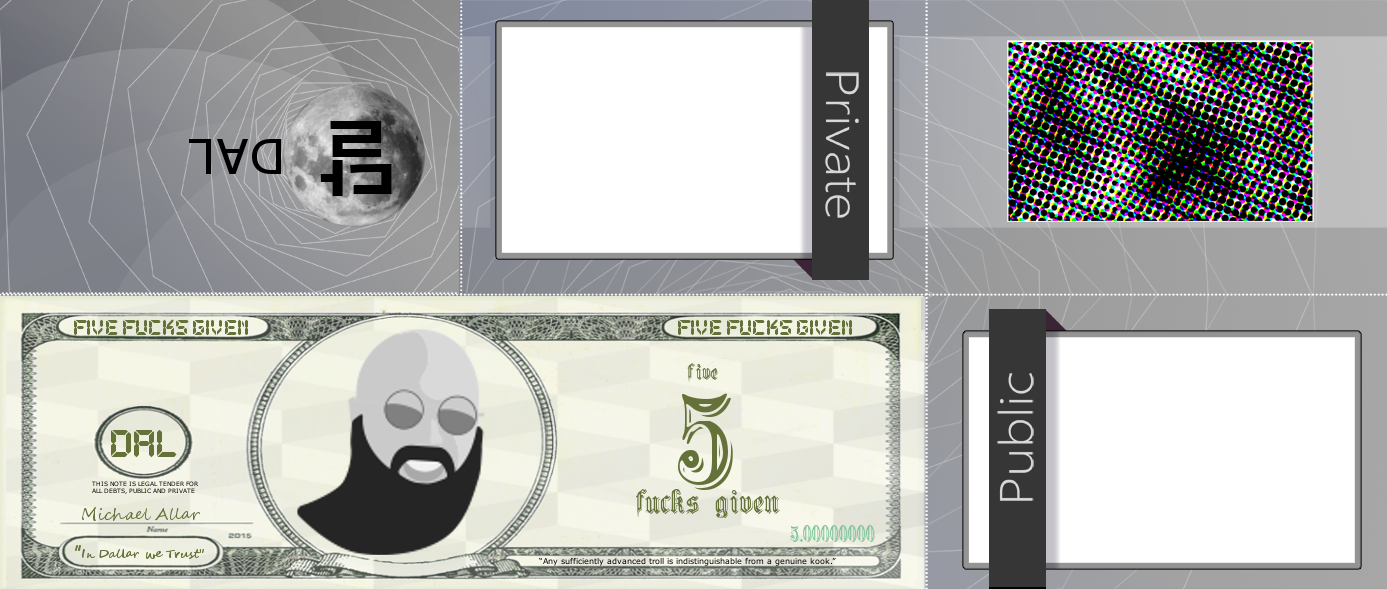 달 DAL
Private
FIVE FUCKS GIVEN
FIVE FUCKS GIVEN
five
5
fucks given
DAL
THIS NOTE IS LEGAL TENDER FOR
ALL DEBTS, PUBLIC AND PRIVATE
Michael Allar
Name
2015
5.00000000
"In Dallar we Trust"
“Any sufficiently advanced troll is indistinguishable from a genuine kook.”
Public